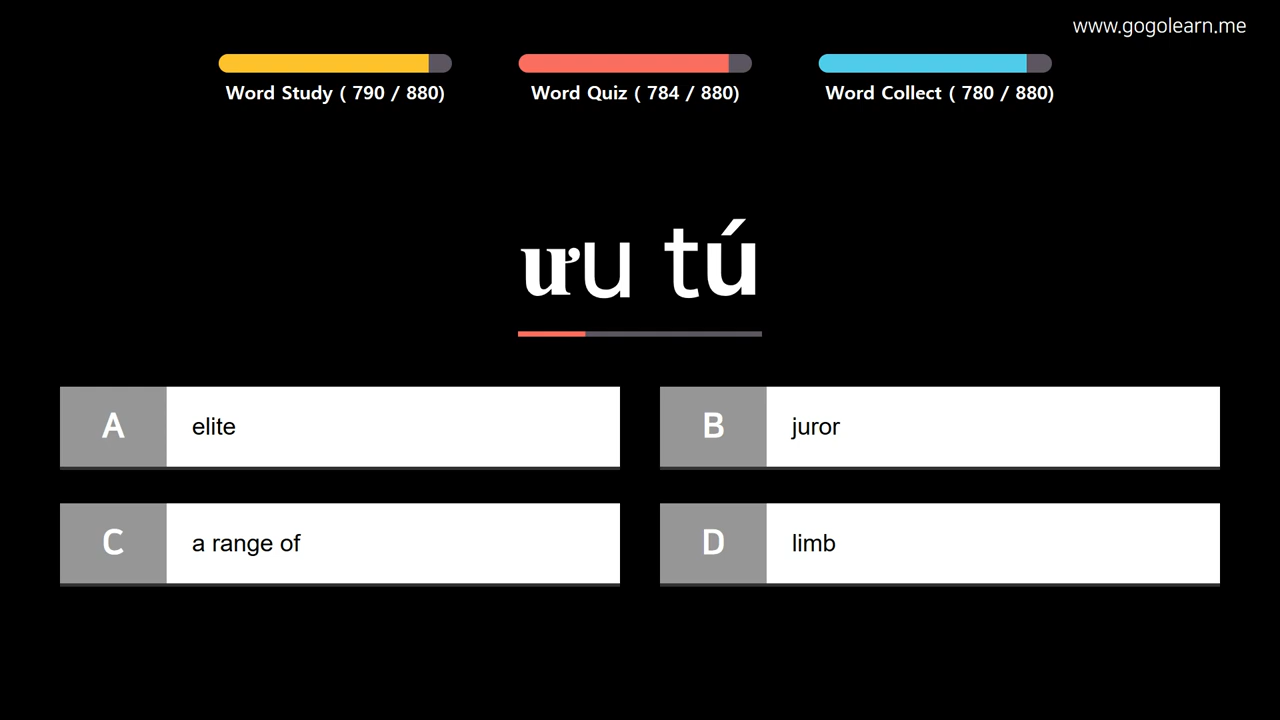 www.gogolearn.me
Word Study ( 790 / 880)
Word Quiz ( 784 / 880)
Word Collect ( 780 / 880)
ưu tú
A elite
B juror
C a range of
D limb